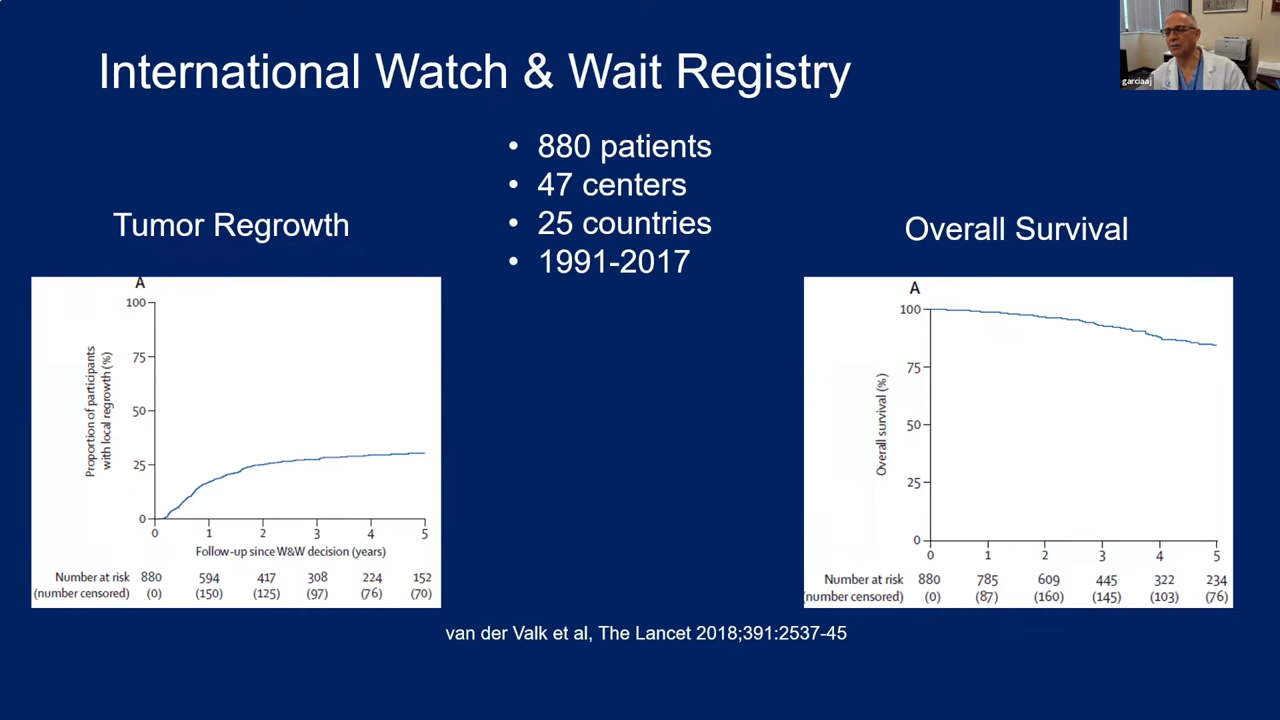 International Watch & Wait Registry
garciaaj
• 880 patients
• 47 centers
• 25 countries
• 1991-2017
Tumor Regrowth
A
100
75
50
25
0
Proportion of participants
with local regrowth (%)
0 1 2 3 4 5
Follow-up since W&W decision (years)
Number at risk 880 594 417 308 224 152
(number censored) (0) (150) (125) (97) (76) (70)
Overall Survival
A
100
75
50
25
0
Overall survival (%)
0 1 2 3 4 5
Number at risk 880 785 609 445 322 234
(number censored) (0) (87) (160) (145) (103) (76)
van der Valk et al, The Lancet 2018;391:2537-45